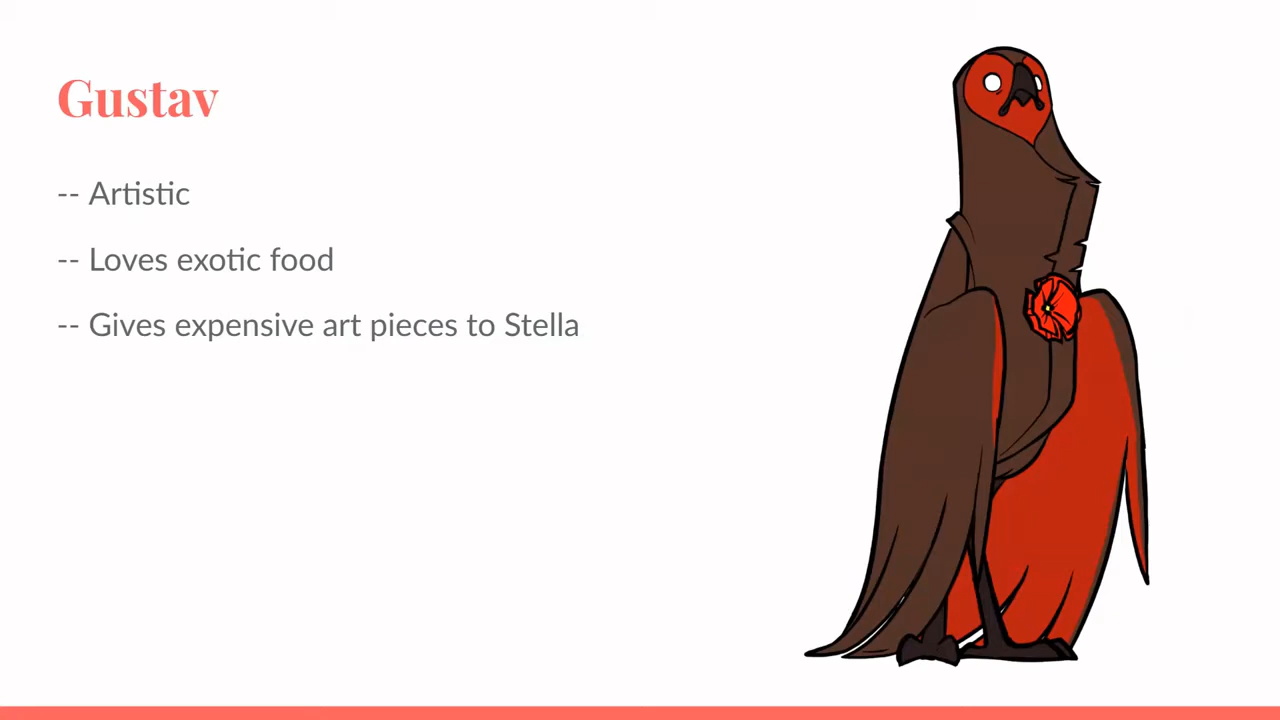 Gustav
-- Artistic
-- Loves exotic food
-- Gives expensive art pieces to Stella